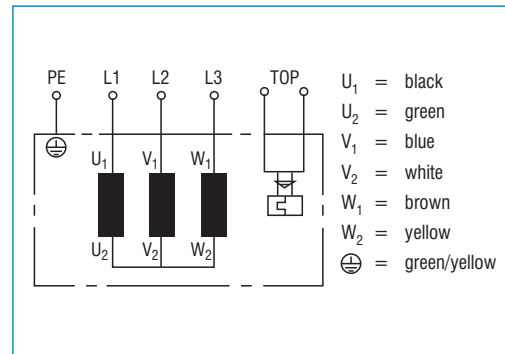 PE L1 L2 L3 TOP
U₁ V₁ W₁
U₂ V₂ W₂
U₁ = black
U₂ = green
V₁ = blue
V₂ = white
W₁ = brown
W₂ = yellow
⏚ = green/yellow